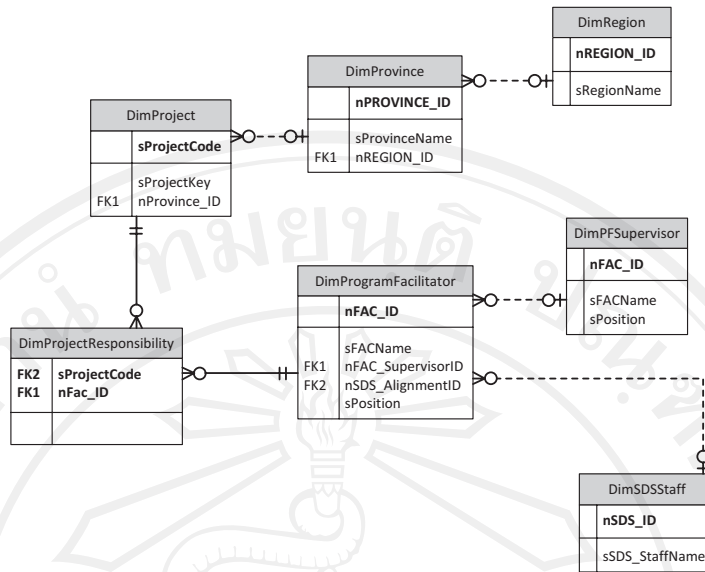 DimRegion
nREGION_ID
sRegionName
DimProvince
nPROVINCE_ID
sProvinceName
FK1 nREGION_ID
DimProject
sProjectCode
sProjectKey
FK1 nProvince_ID
DimPFSupervisor
nFAC_ID
sFACName
sPosition
DimProgramFacilitator
nFAC_ID
sFACName
FK1 nFAC_SupervisorID
FK2 nSDS_AlignmentID
sPosition
DimProjectResponsibility
FK2 sProjectCode
FK1 nFac_ID
DimSDSStaff
nSDS_ID
sSDS_StaffName